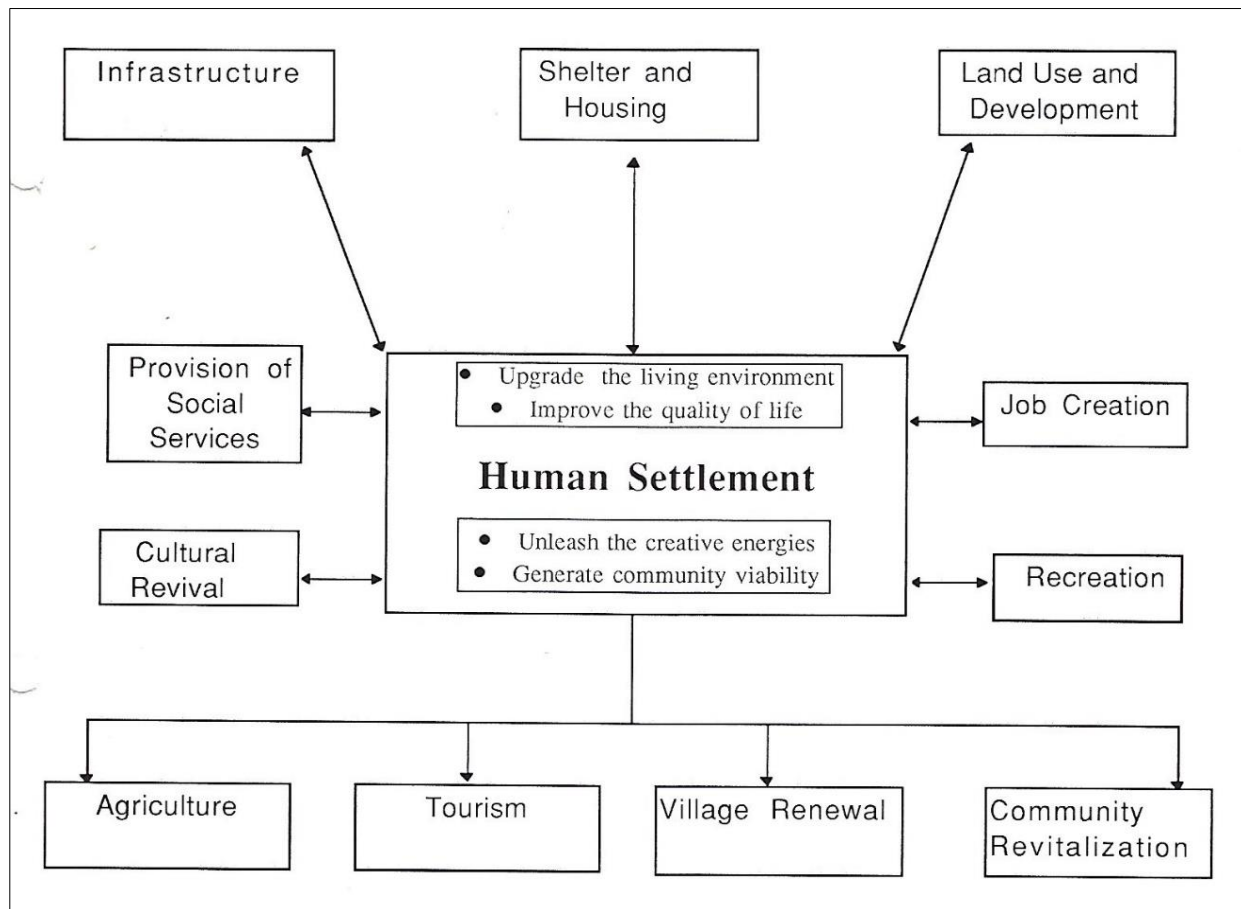 Infrastructure
Shelter and
Housing
Land Use and
Development
Provision of
Social
Services
• Upgrade the living environment
• Improve the quality of life
Human Settlement
• Unleash the creative energies
• Generate community viability
Job Creation
Cultural
Revival
Recreation
Agriculture
Tourism
Village Renewal
Community
Revitalization